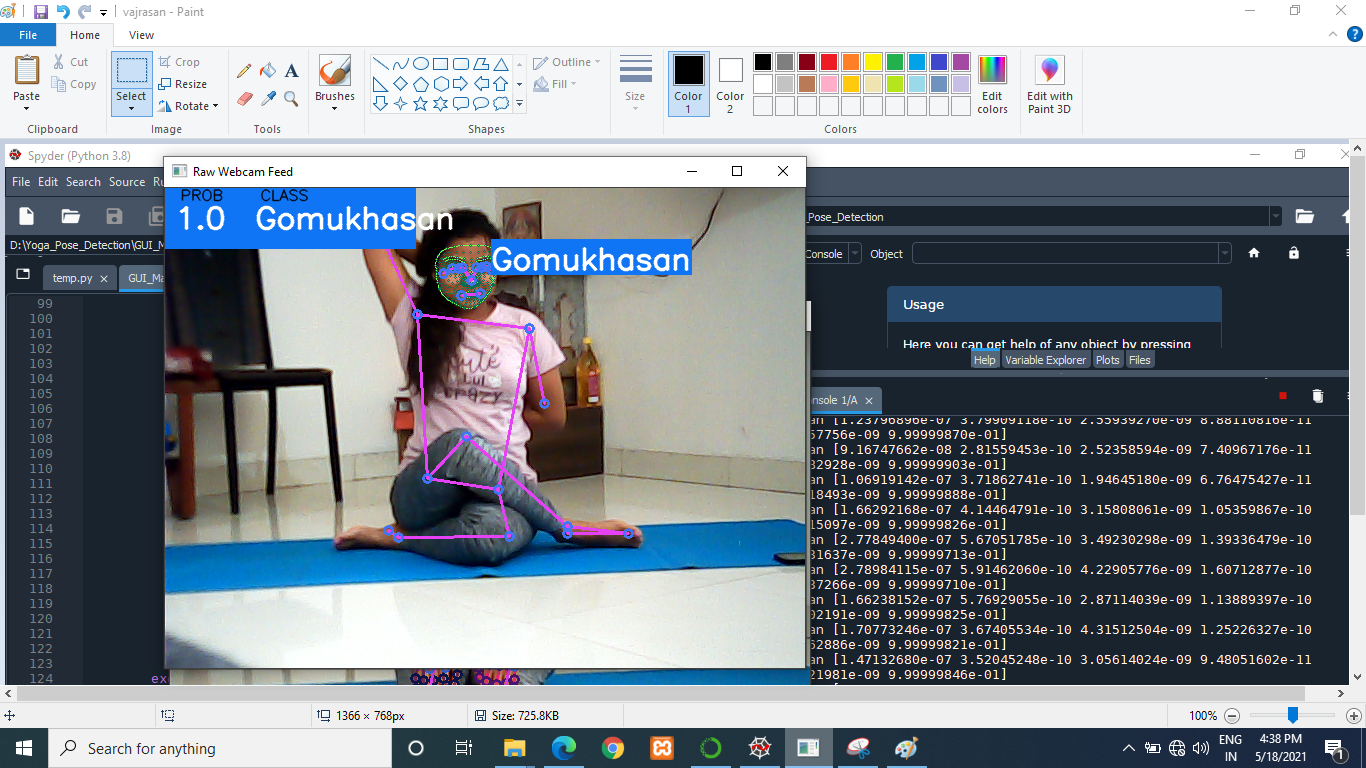 vajrasan - Paint
File
Home
View
Paste
Cut
Copy
Clipboard
Select
Crop
Resize
Rotate
Image
A
Tools
Brushes
Outline
Fill
Shapes
Size
Color 1
Color 2
Edit colors
Edit with Paint 3D
Colors
Spyder (Python 3.8)
File Edit Search Source Ru
D:\Yoga_Pose_Detection\GUI_Ma
temp.py
GUI_Ma
99
100
101
102
103
104
105
106
107
108
109
110
111
112
113
114
115
116
117
118
119
120
121
122
123
124
ex
Raw Webcam Feed
PROB CLASS
1.0 Gomukhasan
Gomukhasan
cute
crazy
_Pose_Detection
Console
Object
Usage
Here you can get help of any object by pressing
Help Variable Explorer Plots Files
onsole 1/A
an [1.23796896e-07 3.79909118e-10 2.55939270e-09 8.88110816e-11
57756e-09 9.99999870e-01]
an [9.16747662e-08 2.81559453e-10 2.52358594e-09 7.40967176e-11
82928e-09 9.99999903e-01]
an [1.06919142e-07 3.71862741e-10 1.94645180e-09 6.76475427e-11
18493e-09 9.99999888e-01]
an [1.66292168e-07 4.14464791e-10 3.15808061e-09 1.05359867e-10
15097e-09 9.99999826e-01]
an [2.77849400e-07 5.67051785e-10 3.49230298e-09 1.39336479e-10
81637e-09 9.99999713e-01]
an [2.78984115e-07 5.91462060e-10 4.22905776e-09 1.60712877e-10
37266e-09 9.99999710e-01]
an [1.66238152e-07 5.76929055e-10 2.87114039e-09 1.13889397e-10
02191e-09 9.99999825e-01]
an [1.70773246e-07 3.67405534e-10 4.31512504e-09 1.25226327e-10
62886e-09 9.99999821e-01]
an [1.47132680e-07 3.52045248e-10 3.05614024e-09 9.48051602e-11
21981e-09 9.99999846e-01]
1366 × 768px
Size: 725.8KB
100%
Search for anything
ENG
IN
4:38 PM
5/18/2021
1